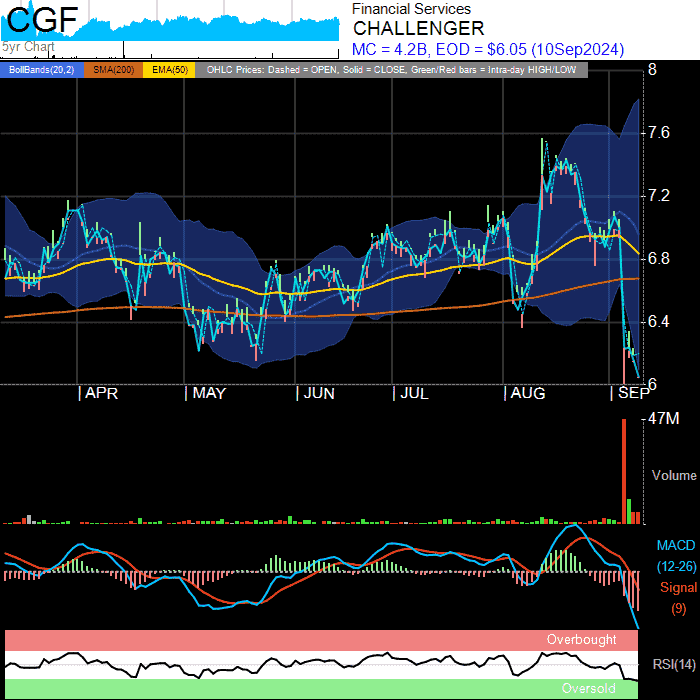 CGF
5yr Chart
Financial Services
CHALLENGER
MC = 4.2B, EOD = $6.05 (10Sep2024)
BollBands(20,2) SMA(200) EMA(50) OHLC Prices: Dashed = OPEN, Solid = CLOSE, Green/Red bars = Intra-day HIGH/LOW
8
7.6
7.2
6.8
6.4
6
APR MAY JUN JUL AUG SEP
47M
Volume
MACD
(12-26)
Signal
(9)
Overbought
RSI(14)
Oversold